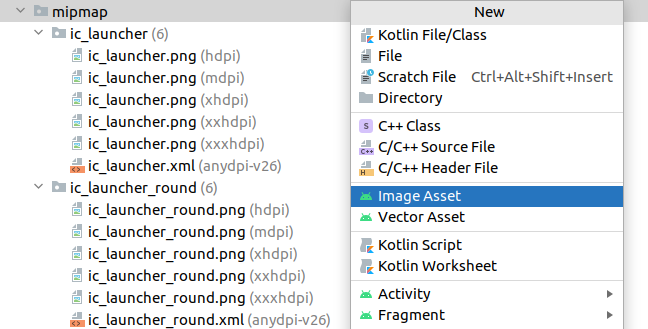 mipmap
ic_launcher (6)
ic_launcher.png (hdpi)
ic_launcher.png (mdpi)
ic_launcher.png (xhdpi)
ic_launcher.png (xxhdpi)
ic_launcher.png (xxxhdpi)
ic_launcher.xml (anydpi-v26)
ic_launcher_round (6)
ic_launcher_round.png (hdpi)
ic_launcher_round.png (mdpi)
ic_launcher_round.png (xhdpi)
ic_launcher_round.png (xxhdpi)
ic_launcher_round.png (xxxhdpi)
ic_launcher_round.xml (anydpi-v26)
New
Kotlin File/Class
File
Scratch File Ctrl+Alt+Shift+Insert
Directory
S C++ Class
C++ C/C++ Source File
H C/C++ Header File
Image Asset
Vector Asset
Kotlin Script
Kotlin Worksheet
Activity
Fragment